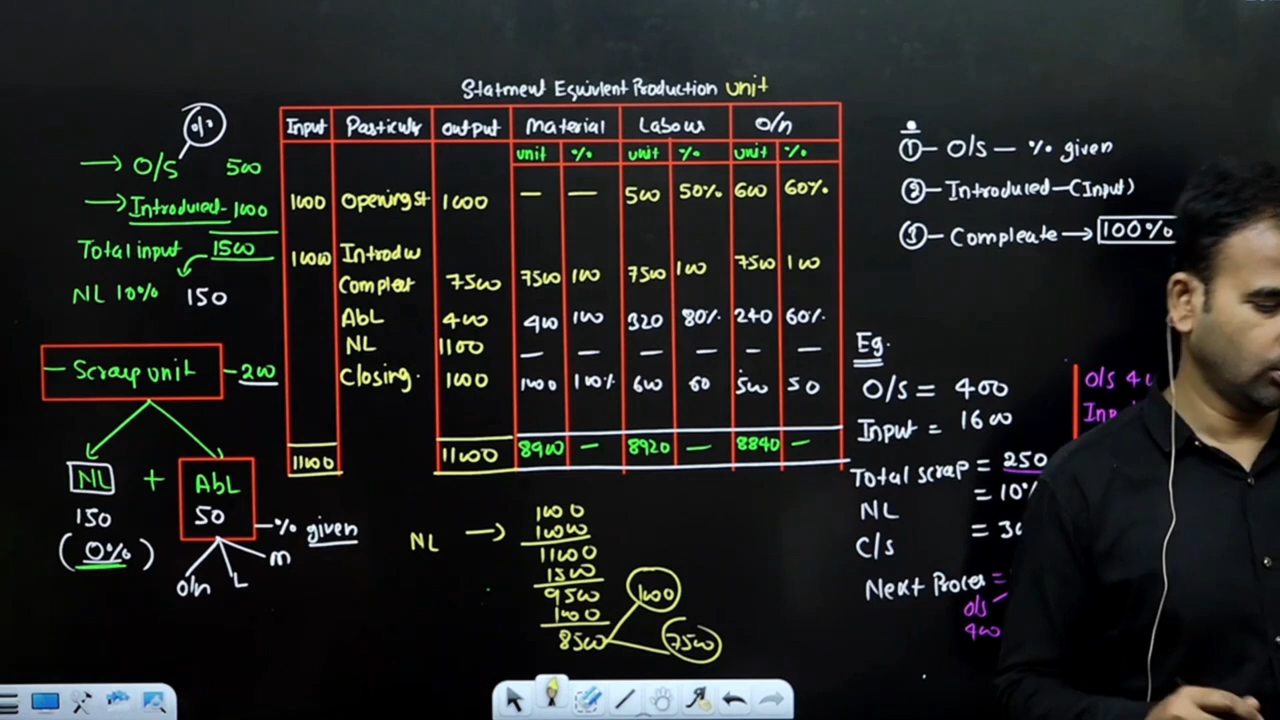 Statment Equivlent Production unit
O/S
→ O/S 500
→ Introduced - 1000
Total input 1500
NL 10% 150
- Scrap unit - 200
NL + AbL
150 50 - % given
(0%)
O/n L m
Input Particulr output Material Labour O/n
unit % unit % unit %
1000 Opening st 1000 — — 500 50% 600 60%
Introdu
Compleat 7500 7500 100 7500 100 7500 100
AbL 400 400 100 320 80% 240 60%
NL 1100 — — — — — —
Closing. 1000 1000 100% 600 60 500 50
11000 11000 8900 — 8920 — 8840 —
NL →
1000
11000
1500
9500
1000
8500
1000
7500
① - O/S - % given
② - Introduced - (Input)
③ - Compleate → 100%
Eg.
O/S = 400
Input = 1600
Total scrap = 250
NL = 10%
C/S
Next Proces =
O/S
400
O/S